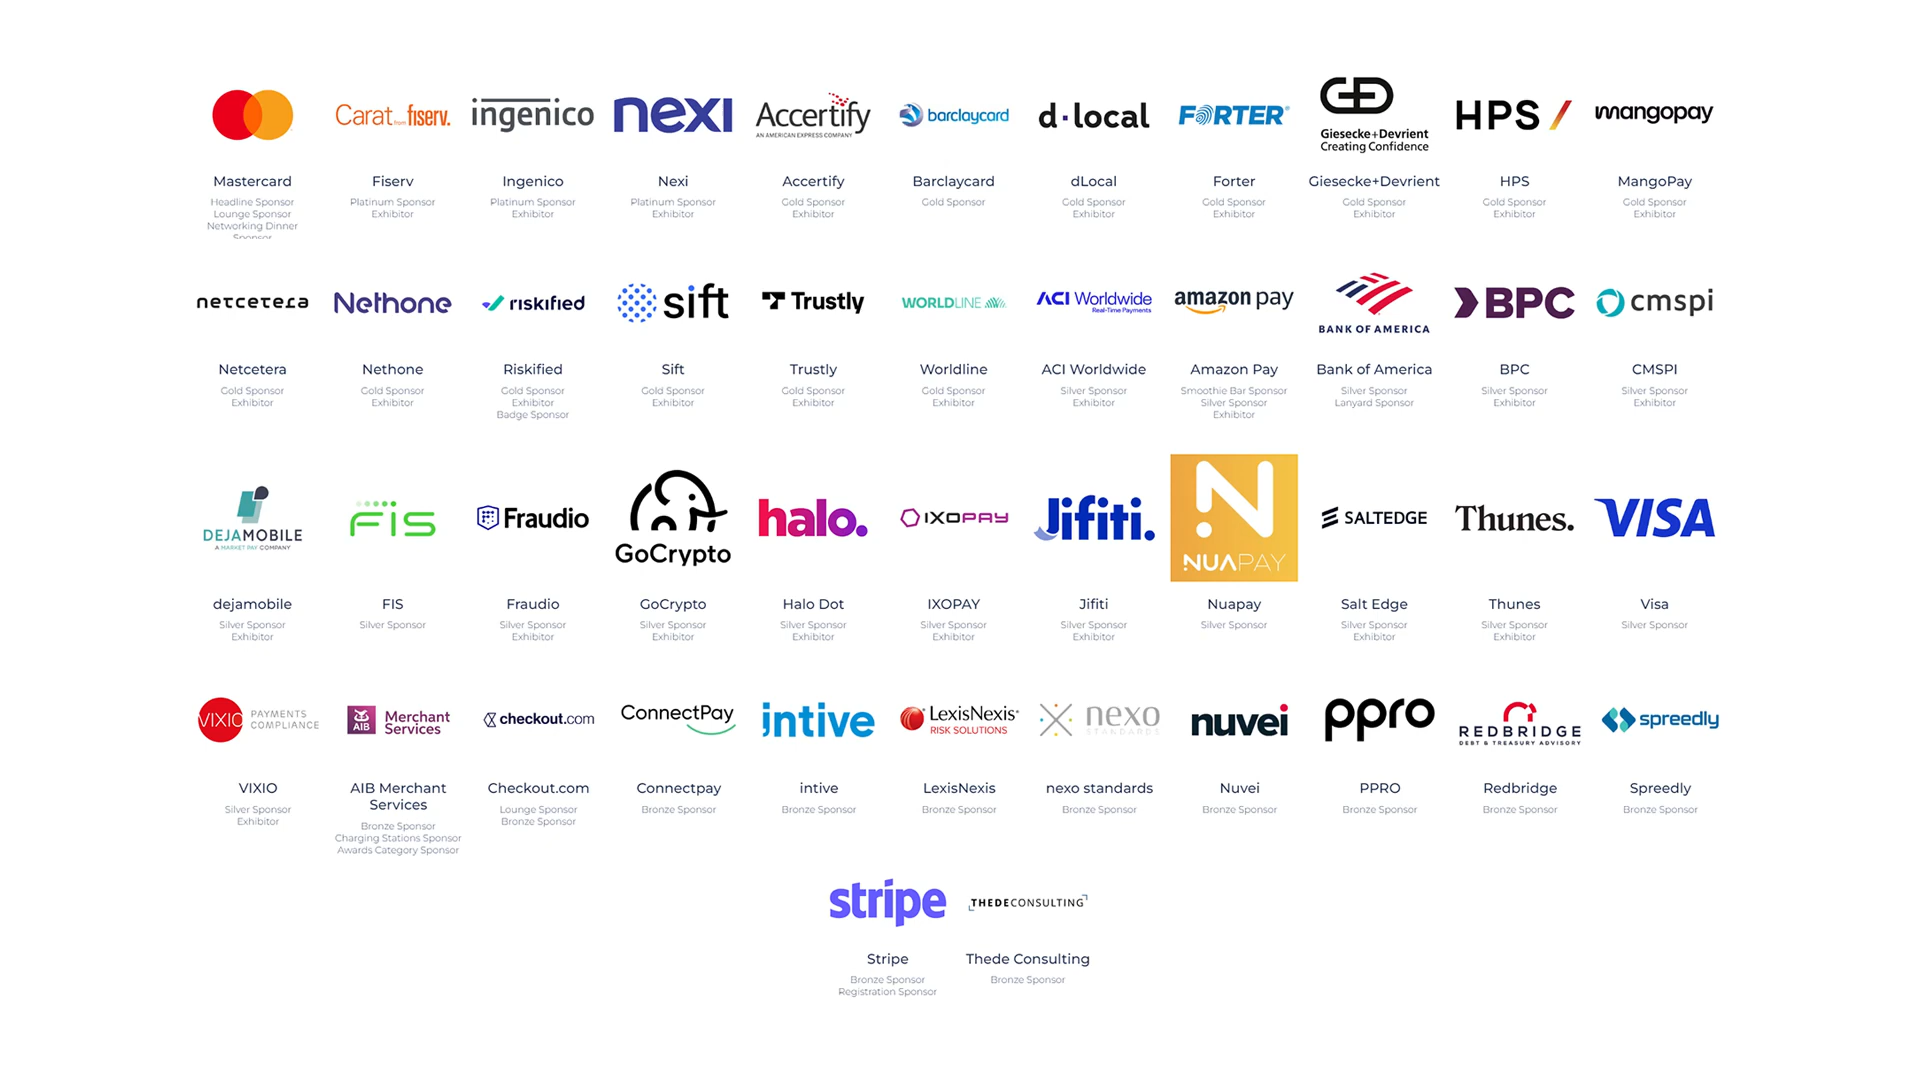 Carat from fiserv.
ingenico
nexi
Accertify
AN AMERICAN EXPRESS COMPANY
barclaycard
d·local
FORTER
Giesecke+Devrient
Creating Confidence
HPS
mangopay
Mastercard
Headline Sponsor
Lounge Sponsor
Networking Dinner
Sponsor
Fiserv
Platinum Sponsor
Exhibitor
Ingenico
Platinum Sponsor
Exhibitor
Nexi
Platinum Sponsor
Exhibitor
Accertify
Gold Sponsor
Exhibitor
Barclaycard
Gold Sponsor
dLocal
Gold Sponsor
Exhibitor
Forter
Gold Sponsor
Exhibitor
Giesecke+Devrient
Gold Sponsor
Exhibitor
HPS
Gold Sponsor
Exhibitor
MangoPay
Gold Sponsor
Exhibitor
netcetera
Nethone
riskified
sift
Trustly
WORLDLINE
ACI Worldwide
Real-Time Payments
amazon pay
BANK OF AMERICA
BPC
cmspi
Netcetera
Gold Sponsor
Exhibitor
Nethone
Gold Sponsor
Exhibitor
Riskified
Gold Sponsor
Exhibitor
Badge Sponsor
Sift
Gold Sponsor
Exhibitor
Trustly
Gold Sponsor
Exhibitor
Worldline
Gold Sponsor
Exhibitor
ACI Worldwide
Silver Sponsor
Exhibitor
Amazon Pay
Smoothie Bar Sponsor
Silver Sponsor
Exhibitor
Bank of America
Silver Sponsor
Lanyard Sponsor
BPC
Silver Sponsor
Exhibitor
CMSPI
Silver Sponsor
Exhibitor
DEJAMOBILE
A MARKET PAY COMPANY
FIS
Fraudio
GoCrypto
halo.
IXOPAY
Jifiti.
N
NUAPAY
SALTEDGE
Thunes.
VISA
dejamobile
Silver Sponsor
Exhibitor
FIS
Silver Sponsor
Fraudio
Silver Sponsor
Exhibitor
GoCrypto
Silver Sponsor
Exhibitor
Halo Dot
Silver Sponsor
Exhibitor
IXOPAY
Silver Sponsor
Exhibitor
Jifiti
Silver Sponsor
Exhibitor
Nuapay
Silver Sponsor
Salt Edge
Silver Sponsor
Exhibitor
Thunes
Silver Sponsor
Exhibitor
Visa
Silver Sponsor
VIXIO PAYMENTS
COMPLIANCE
AIB Merchant
Services
checkout.com
ConnectPay
intive
LexisNexis®
RISK SOLUTIONS
nexo
STANDARDS
nuvei
ppro
REDBRIDGE
DEBT & TREASURY ADVISORY
spreedly
VIXIO
Silver Sponsor
Exhibitor
AIB Merchant
Services
Bronze Sponsor
Charging Stations Sponsor
Awards Category Sponsor
Checkout.com
Lounge Sponsor
Bronze Sponsor
Connectpay
Bronze Sponsor
intive
Bronze Sponsor
LexisNexis
Bronze Sponsor
nexo standards
Bronze Sponsor
Nuvei
Bronze Sponsor
PPRO
Bronze Sponsor
Redbridge
Bronze Sponsor
Spreedly
Bronze Sponsor
stripe
THEDECONSULTING
Stripe
Bronze Sponsor
Registration Sponsor
Thede Consulting
Bronze Sponsor